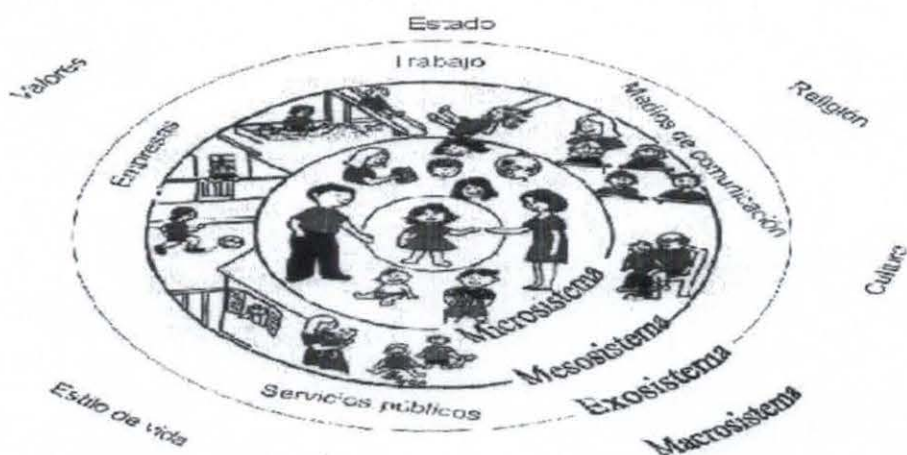 Estado
Trabajo
Valores
Religión
Empresas
Medios de comunicación
Cultura
Microsistema
Mesosistema
Exosistema
Macrosistema
Servicios públicos
Estilo de vida